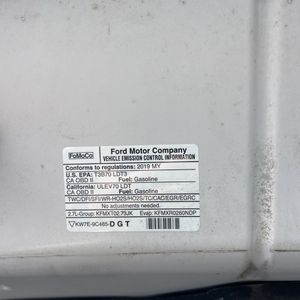 FoMoCo
Ford Motor Company
VEHICLE EMISSION CONTROL INFORMATION
Conforms to regulations: 2019 MY
U.S. EPA: T3B70 LDT3
CA OBD II Fuel: Gasoline
California: ULEV70 LDT
CA OBD II Fuel: Gasoline
TWC/DFI/SFI/WR-HO2S/HO2S/TC/CAC/EGR/EGRC
No adjustments needed.
2.7L-Group: KFMXT02.73JK Evap: KFMXR0260NDP
KW7E-9C485-DGT